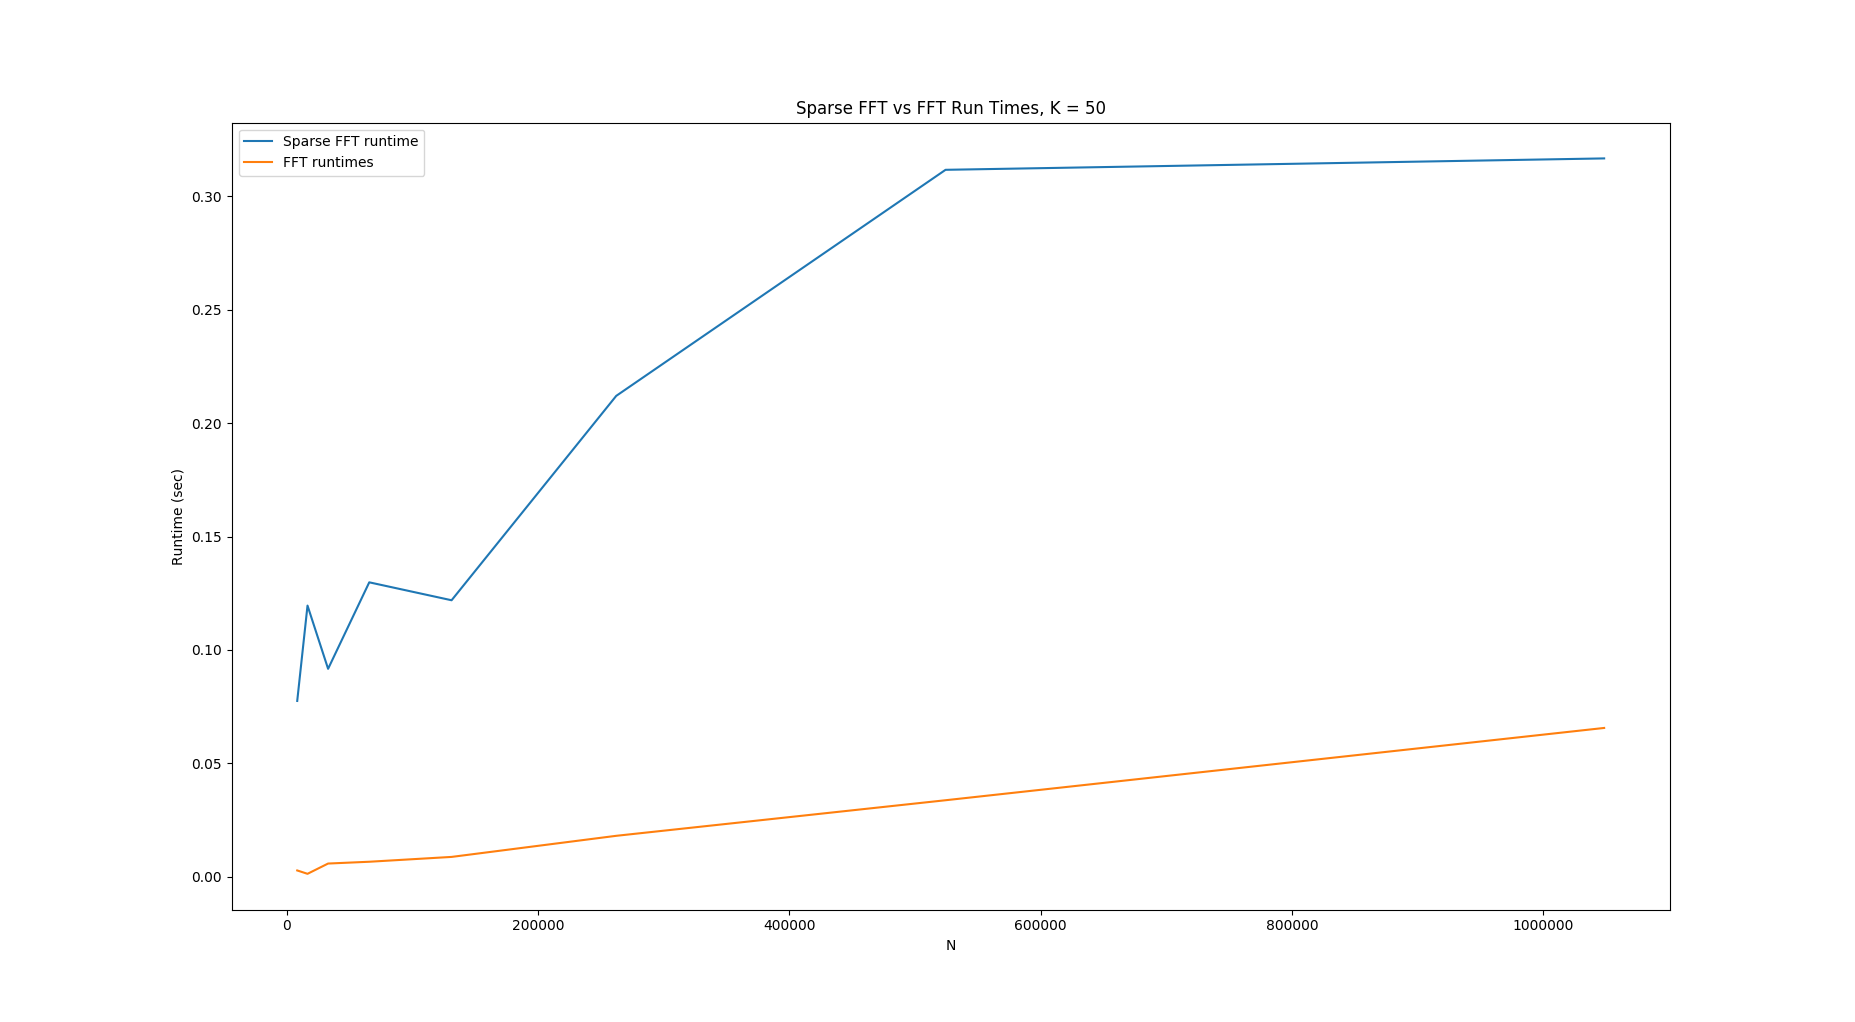 Sparse FFT vs FFT Run Times, K = 50
Sparse FFT runtime
FFT runtimes
0.30
0.25
0.20
0.15
0.10
0.05
0.00
Runtime (sec)
0 200000 400000 600000 800000 1000000
N